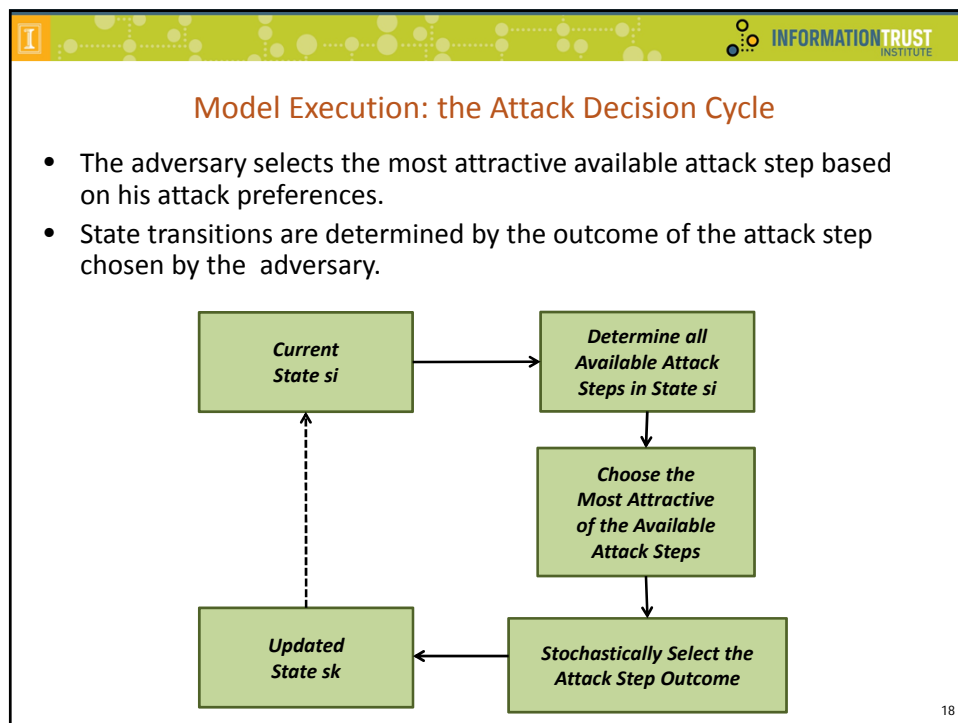 I
INFORMATIONTRUST
INSTITUTE
Model Execution: the Attack Decision Cycle
• The adversary selects the most attractive available attack step based
on his attack preferences.
• State transitions are determined by the outcome of the attack step
chosen by the adversary.
Current
State si
Determine all
Available Attack
Steps in State si
Choose the
Most Attractive
of the Available
Attack Steps
Stochastically Select the
Attack Step Outcome
Updated
State sk
18